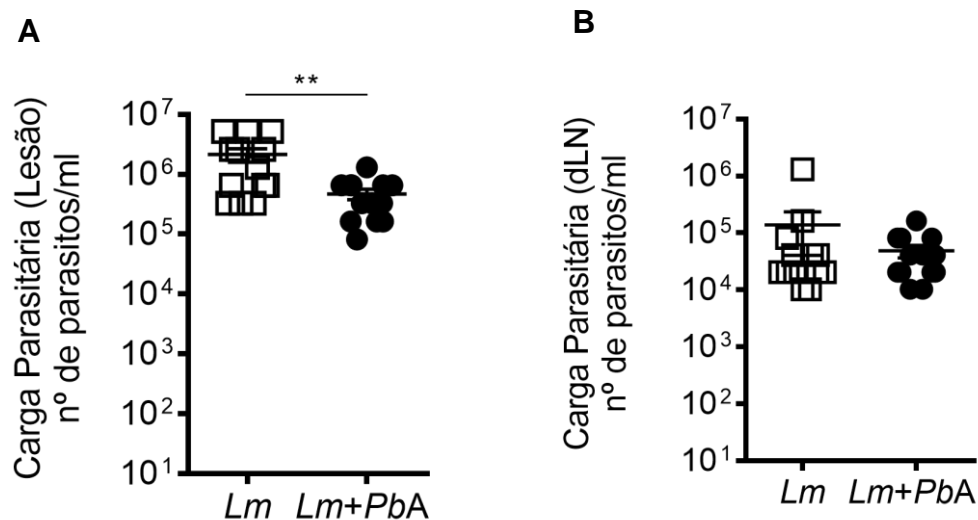 A
Carga Parasitária (Lesão)
nº de parasitos/ml
**
10⁷
10⁶
10⁵
10⁴
10³
10²
10¹
Lm
Lm+PbA
B
Carga Parasitária (dLN)
nº de parasitos/ml
10⁷
10⁶
10⁵
10⁴
10³
10²
10¹
Lm
Lm+PbA